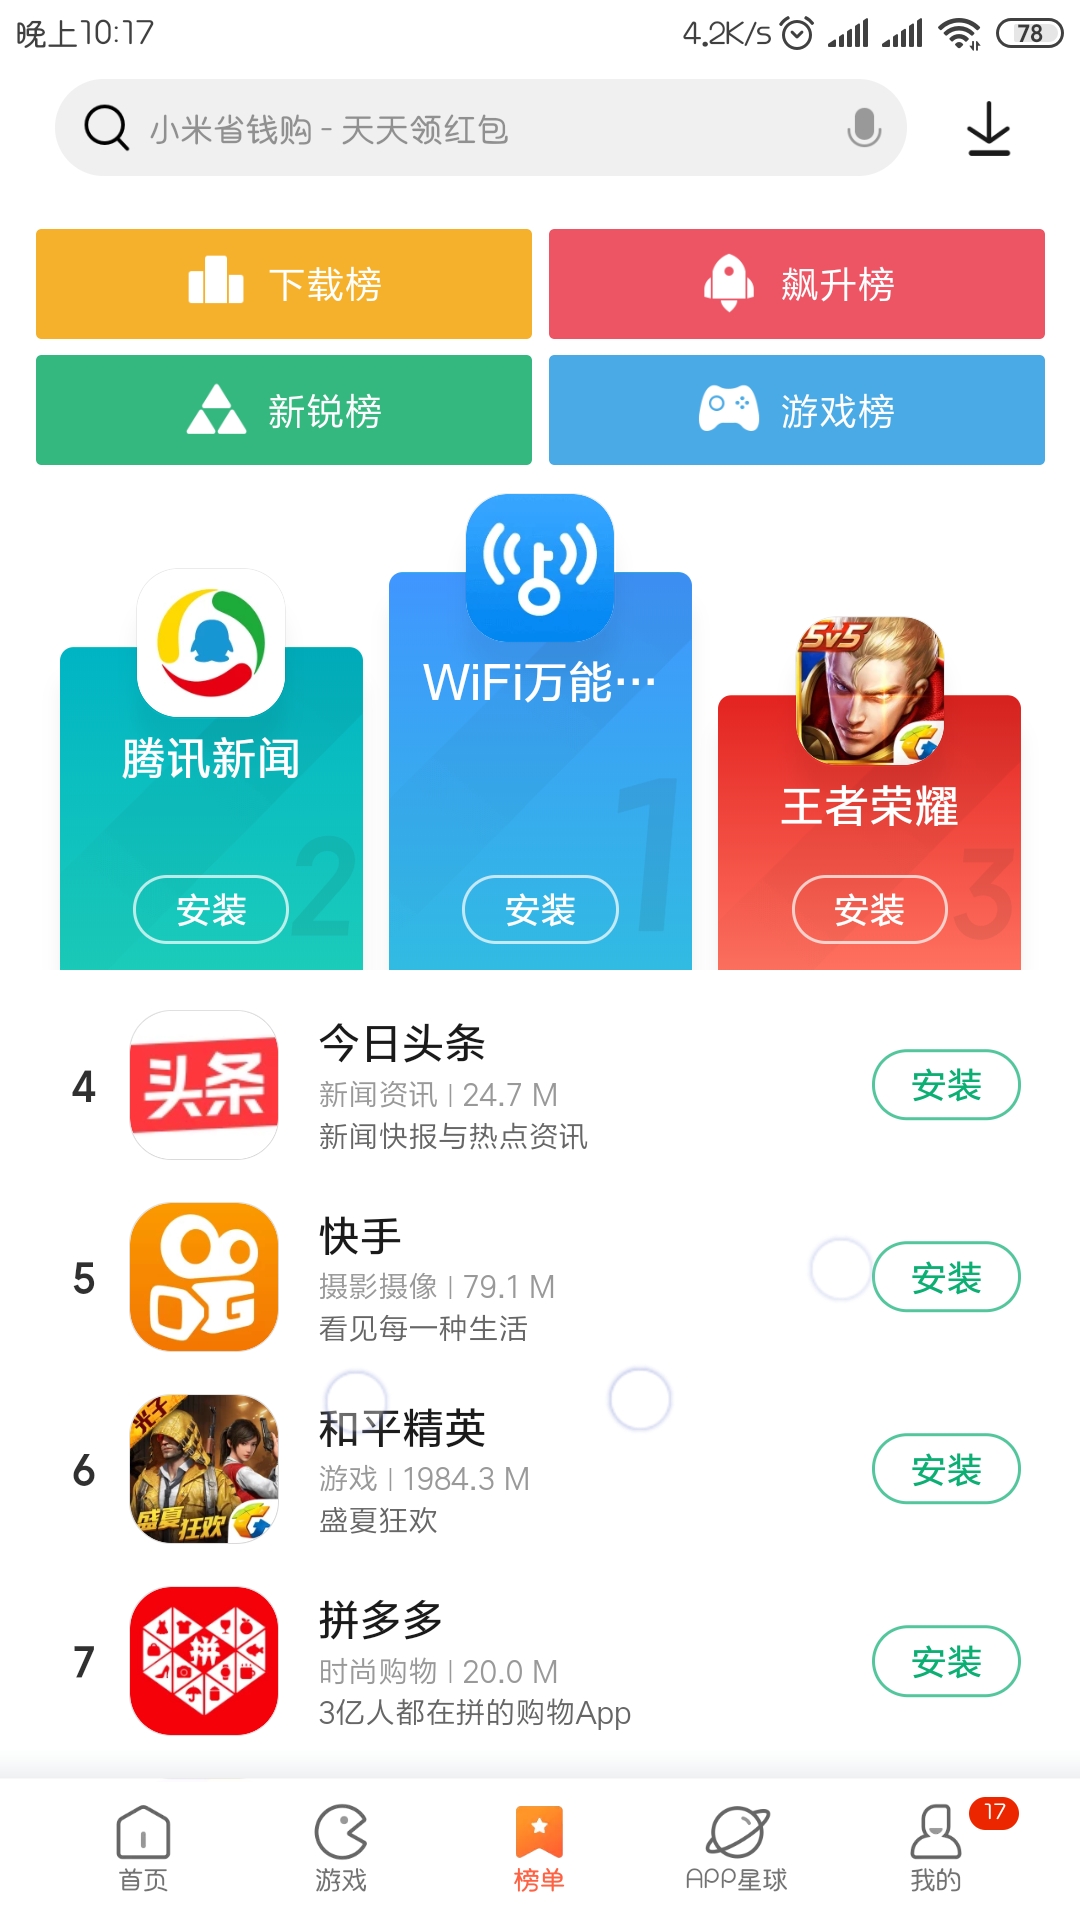 晚上10:17
4.2K/s
78
小米省钱购 - 天天领红包
下载榜
飙升榜
新锐榜
游戏榜
腾讯新闻
安装
2
WiFi万能…
安装
1
5v5
王者荣耀
安装
3
4
头条
今日头条
新闻资讯 | 24.7 M
新闻快报与热点资讯
安装
5
快手
摄影摄像 | 79.1 M
看见每一种生活
安装
6
光子
盛夏狂欢
和平精英
游戏 | 1984.3 M
盛夏狂欢
安装
7
拼
拼多多
时尚购物 | 20.0 M
3亿人都在拼的购物App
安装
首页
游戏
榜单
APP星球
我的
17